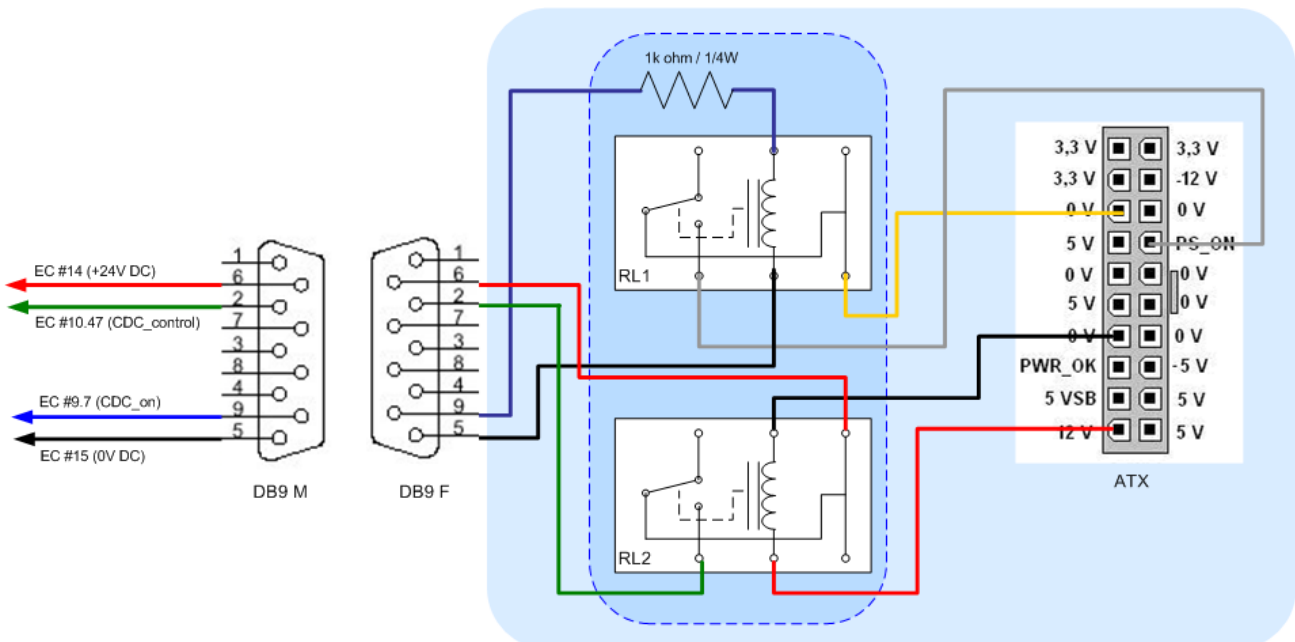 1k ohm / 1/4W
RL1
EC #14 (+24V DC)
EC #10.47 (CDC_control)
EC #9.7 (CDC_on)
EC #15 (0V DC)
1
6
2
7
3
8
4
9
5
DB9 M
1
6
2
7
3
8
4
9
5
DB9 F
RL2
3,3 V 3,3 V
3,3 V -12 V
0 V 0 V
5 V PS_ON
0 V 0 V
5 V 0 V
0 V 0 V
PWR_OK -5 V
5 VSB 5 V
12 V 5 V
ATX